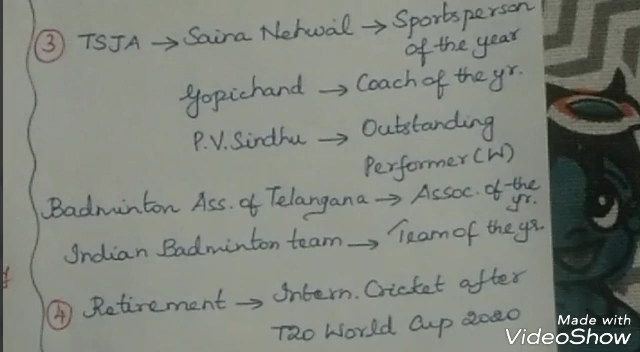 ③ TSJA → Saina Nehwal → Sportsperson
of the year
Gopichand → Coach of the yr.
P.V. Sindhu → Outstanding
Performer (W)
Badminton Ass. of Telangana → Assoc. of the
yr.
Indian Badminton team → Team of the yr.
④ Retirement → Intern. Cricket after
T20 World Cup 2020
Made with
VideoShow